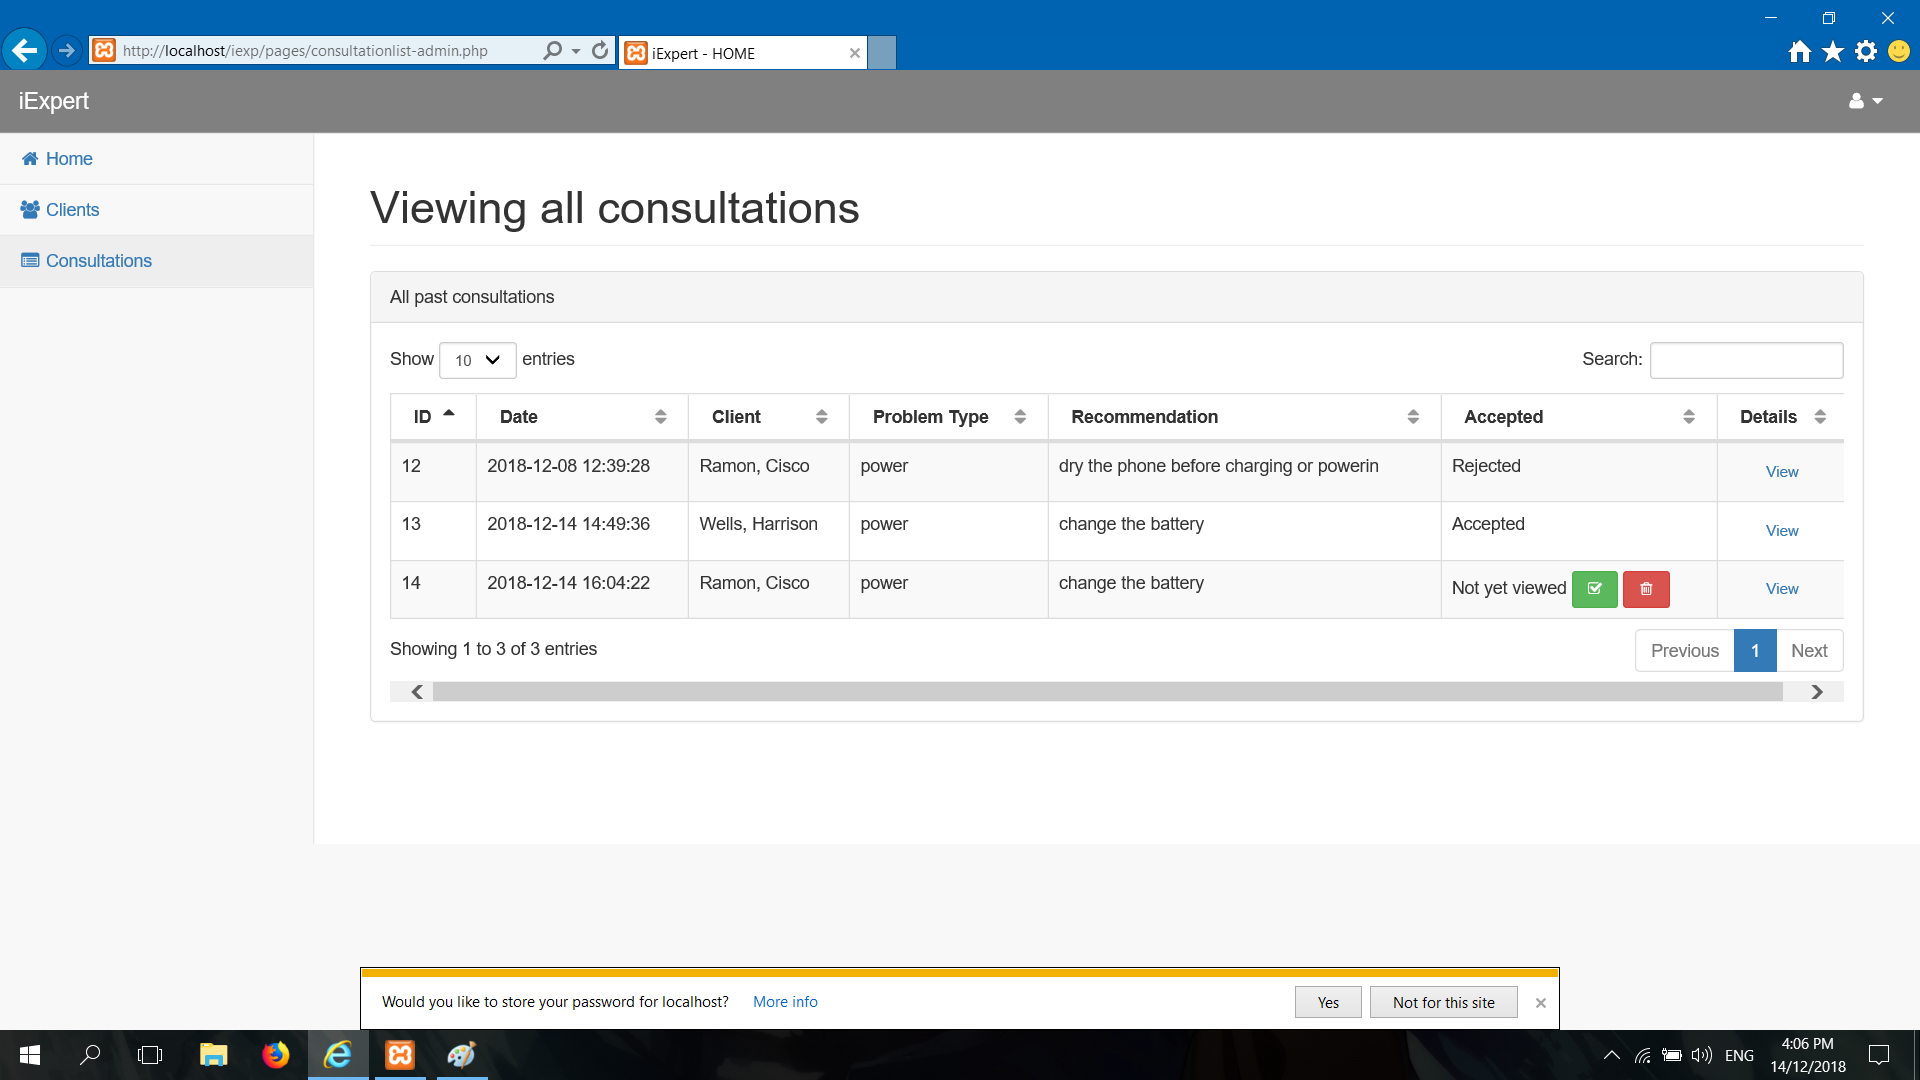 http://localhost/iexp/pages/consultationlist-admin.php
iExpert - HOME
iExpert
Home
Clients
Consultations
Viewing all consultations
All past consultations
Show 10 entries
Search:
ID Date Client Problem Type Recommendation Accepted Details
12 2018-12-08 12:39:28 Ramon, Cisco power dry the phone before charging or powerin Rejected View
13 2018-12-14 14:49:36 Wells, Harrison power change the battery Accepted View
14 2018-12-14 16:04:22 Ramon, Cisco power change the battery Not yet viewed View
Showing 1 to 3 of 3 entries
Previous 1 Next
Would you like to store your password for localhost? More info Yes Not for this site
ENG
4:06 PM
14/12/2018